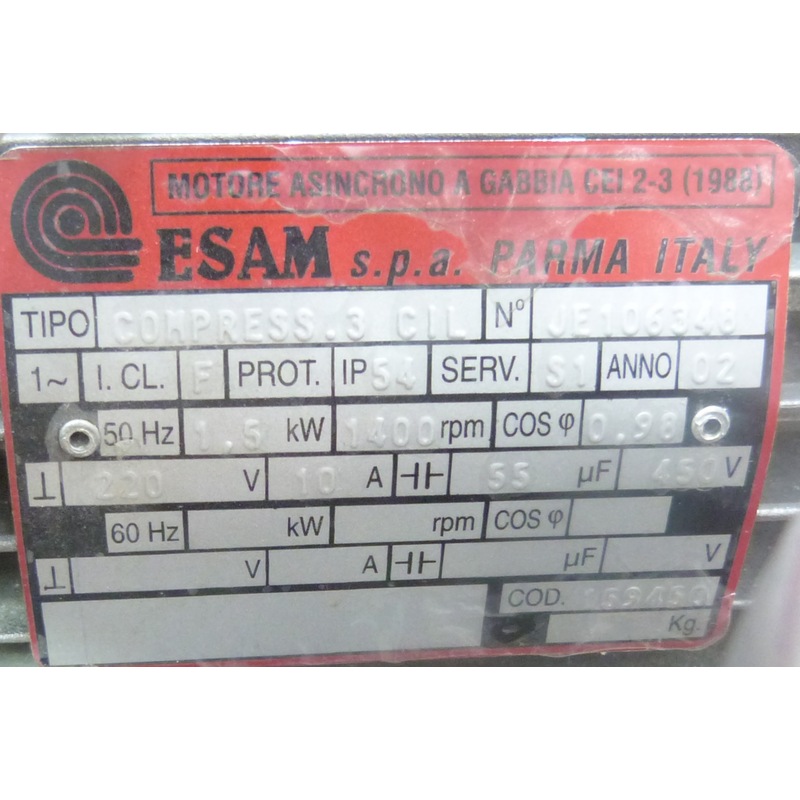 MOTORE ASINCRONO A GABBIA CEI 2-3 (1988)
ESAM s.p.a. PARMA ITALY
TIPO COMPRESS.3 CIL N° JE106348
1~ I. CL. F PROT. IP54 SERV. S1 ANNO 02
50 Hz 1.5 kW 1400 rpm COS φ 0.98
⊥ 220 V 10 A ⊣⊢ 55 µF 450 V
60 Hz kW rpm COS φ
⊥ V A ⊣⊢ µF V
COD. 169450
Kg.